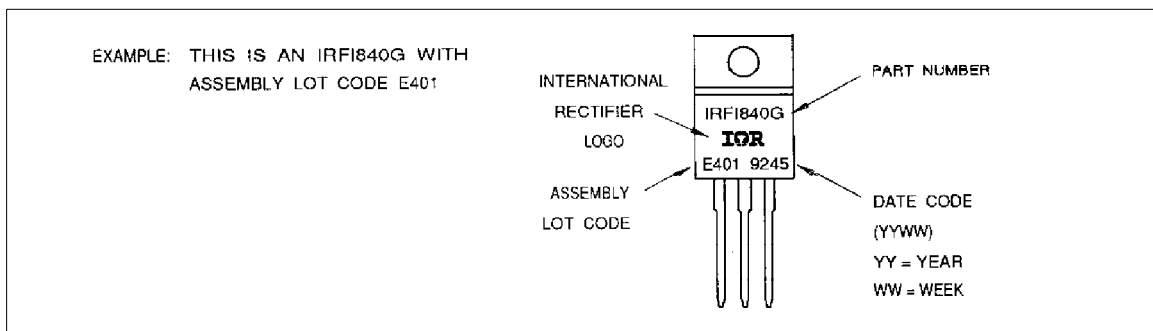 EXAMPLE: THIS IS AN IRFI840G WITH
ASSEMBLY LOT CODE E401
INTERNATIONAL
RECTIFIER
LOGO
PART NUMBER
IRFI840G
IOR
E401 9245
ASSEMBLY
LOT CODE
DATE CODE
(YYWW)
YY = YEAR
WW = WEEK